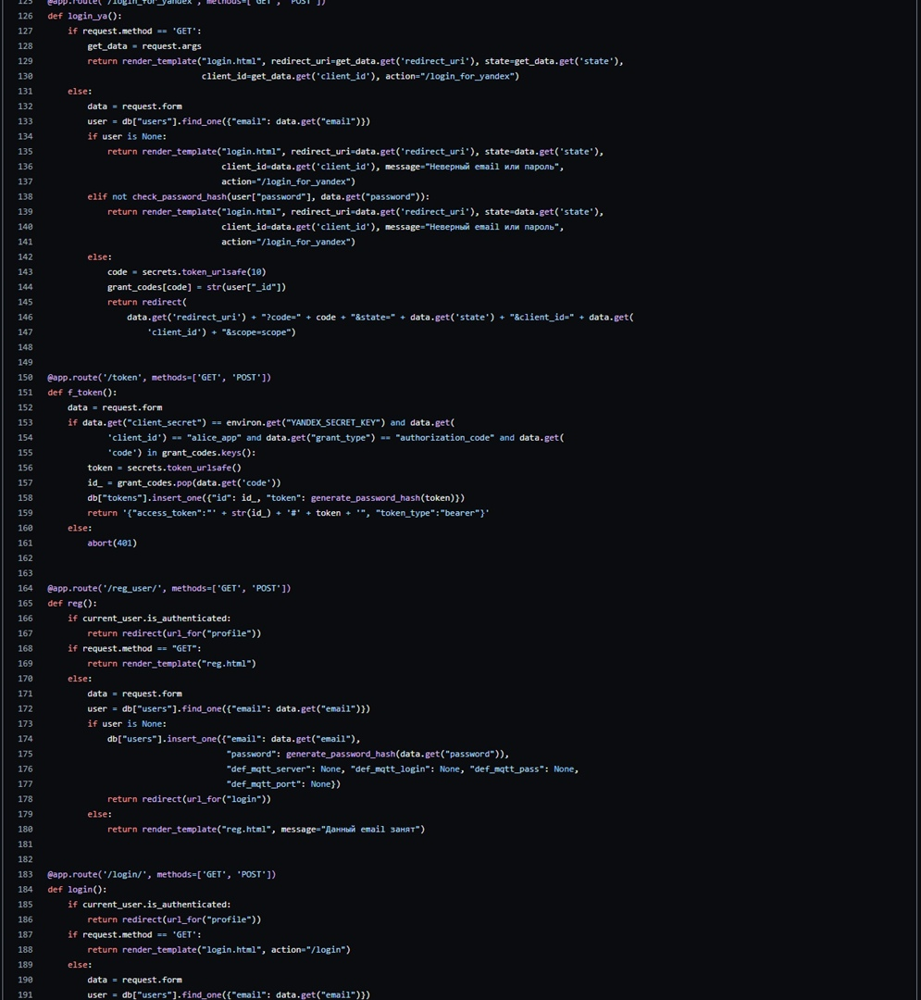 125 @app.route('/login_for_yandex', methods=['GET', 'POST'])
126 def login_ya():
127     if request.method == 'GET':
128         get_data = request.args
129         return render_template("login.html", redirect_uri=get_data.get('redirect_uri'), state=get_data.get('state'),
130                                client_id=get_data.get('client_id'), action="/login_for_yandex")
131     else:
132         data = request.form
133         user = db["users"].find_one({"email": data.get("email")})
134         if user is None:
135             return render_template("login.html", redirect_uri=data.get('redirect_uri'), state=data.get('state'),
136                                    client_id=data.get('client_id'), message="Неверный email или пароль",
137                                    action="/login_for_yandex")
138         elif not check_password_hash(user["password"], data.get("password")):
139             return render_template("login.html", redirect_uri=data.get('redirect_uri'), state=data.get('state'),
140                                    client_id=data.get('client_id'), message="Неверный email или пароль",
141                                    action="/login_for_yandex")
142         else:
143             code = secrets.token_urlsafe(10)
144             grant_codes[code] = str(user["_id"])
145             return redirect(
146                 data.get('redirect_uri') + "?code=" + code + "&state=" + data.get('state') + "&client_id=" + data.get(
147                     'client_id') + "&scope=scope")
148
149
150 @app.route('/token', methods=['GET', 'POST'])
151 def f_token():
152     data = request.form
153     if data.get("client_secret") == environ.get("YANDEX_SECRET_KEY") and data.get(
154             'client_id') == "alice_app" and data.get("grant_type") == "authorization_code" and data.get(
155             'code') in grant_codes.keys():
156         token = secrets.token_urlsafe()
157         id_ = grant_codes.pop(data.get('code'))
158         db["tokens"].insert_one({"id": id_, "token": generate_password_hash(token)})
159         return '{"access_token":"' + str(id_) + '#' + token + '", "token_type":"bearer"}'
160     else:
161         abort(401)
162
163
164 @app.route('/reg_user/', methods=['GET', 'POST'])
165 def reg():
166     if current_user.is_authenticated:
167         return redirect(url_for("profile"))
168     if request.method == "GET":
169         return render_template("reg.html")
170     else:
171         data = request.form
172         user = db["users"].find_one({"email": data.get("email")})
173         if user is None:
174             db["users"].insert_one({"email": data.get("email"),
175                                     "password": generate_password_hash(data.get("password")),
176                                     "def_mqtt_server": None, "def_mqtt_login": None, "def_mqtt_pass": None,
177                                     "def_mqtt_port": None})
178             return redirect(url_for("login"))
179         else:
180             return render_template("reg.html", message="Данный email занят")
181
182
183 @app.route('/login/', methods=['GET', 'POST'])
184 def login():
185     if current_user.is_authenticated:
186         return redirect(url_for("profile"))
187     if request.method == 'GET':
188         return render_template("login.html", action="/login")
189     else:
190         data = request.form
191         user = db["users"].find_one({"email": data.get("email")})